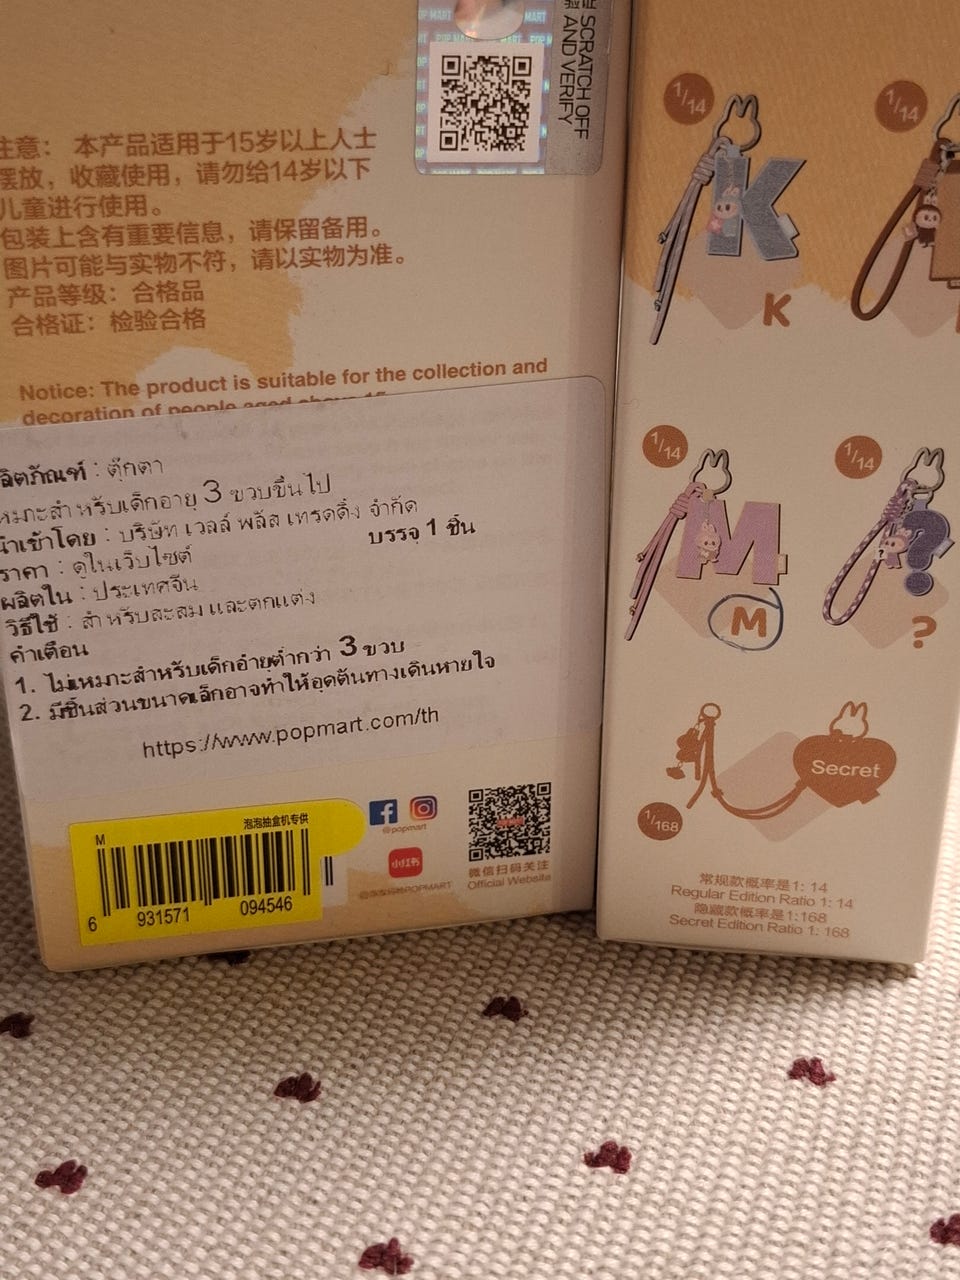 SCRATCH OFF
AND VERIFY
POP MART
注意： 本产品适用于15岁以上人士
摆放，收藏使用，请勿给14岁以下
儿童进行使用。
包装上含有重要信息，请保留备用。
图片可能与实物不符，请以实物为准。
产品等级：合格品
合格证：检验合格
Notice: The product is suitable for the collection and
decoration of people aged above 15
ผลิตภัณฑ์ : ตุ๊กตา
เหมาะสำหรับเด็กอายุ 3 ขวบขึ้นไป
นำเข้าโดย : บริษัท เวลล์ พลัส เทรดดิ้ง จำกัด
ราคา : ดูในเว็บไซต์ บรรจุ 1 ชิ้น
ผลิตใน : ประเทศจีน
วิธีใช้ : สำหรับสะสม และตกแต่ง
คำเตือน
1. ไม่เหมาะสำหรับเด็กอายุต่ำกว่า 3 ขวบ
2. มีชิ้นส่วนขนาดเล็กอาจทำให้อุดตันทางเดินหายใจ
https://www.popmart.com/th
M 泡泡抽盒机专供
6 931571 094546
@popmart
小红书
POPMART
微信扫码关注
Official Website
1/14
K
1/14
1/14
M
M
1/14
?
?
Secret
1/168
常规款概率是1: 14
Regular Edition Ratio 1: 14
隐藏款概率是1:168
Secret Edition Ratio 1: 168